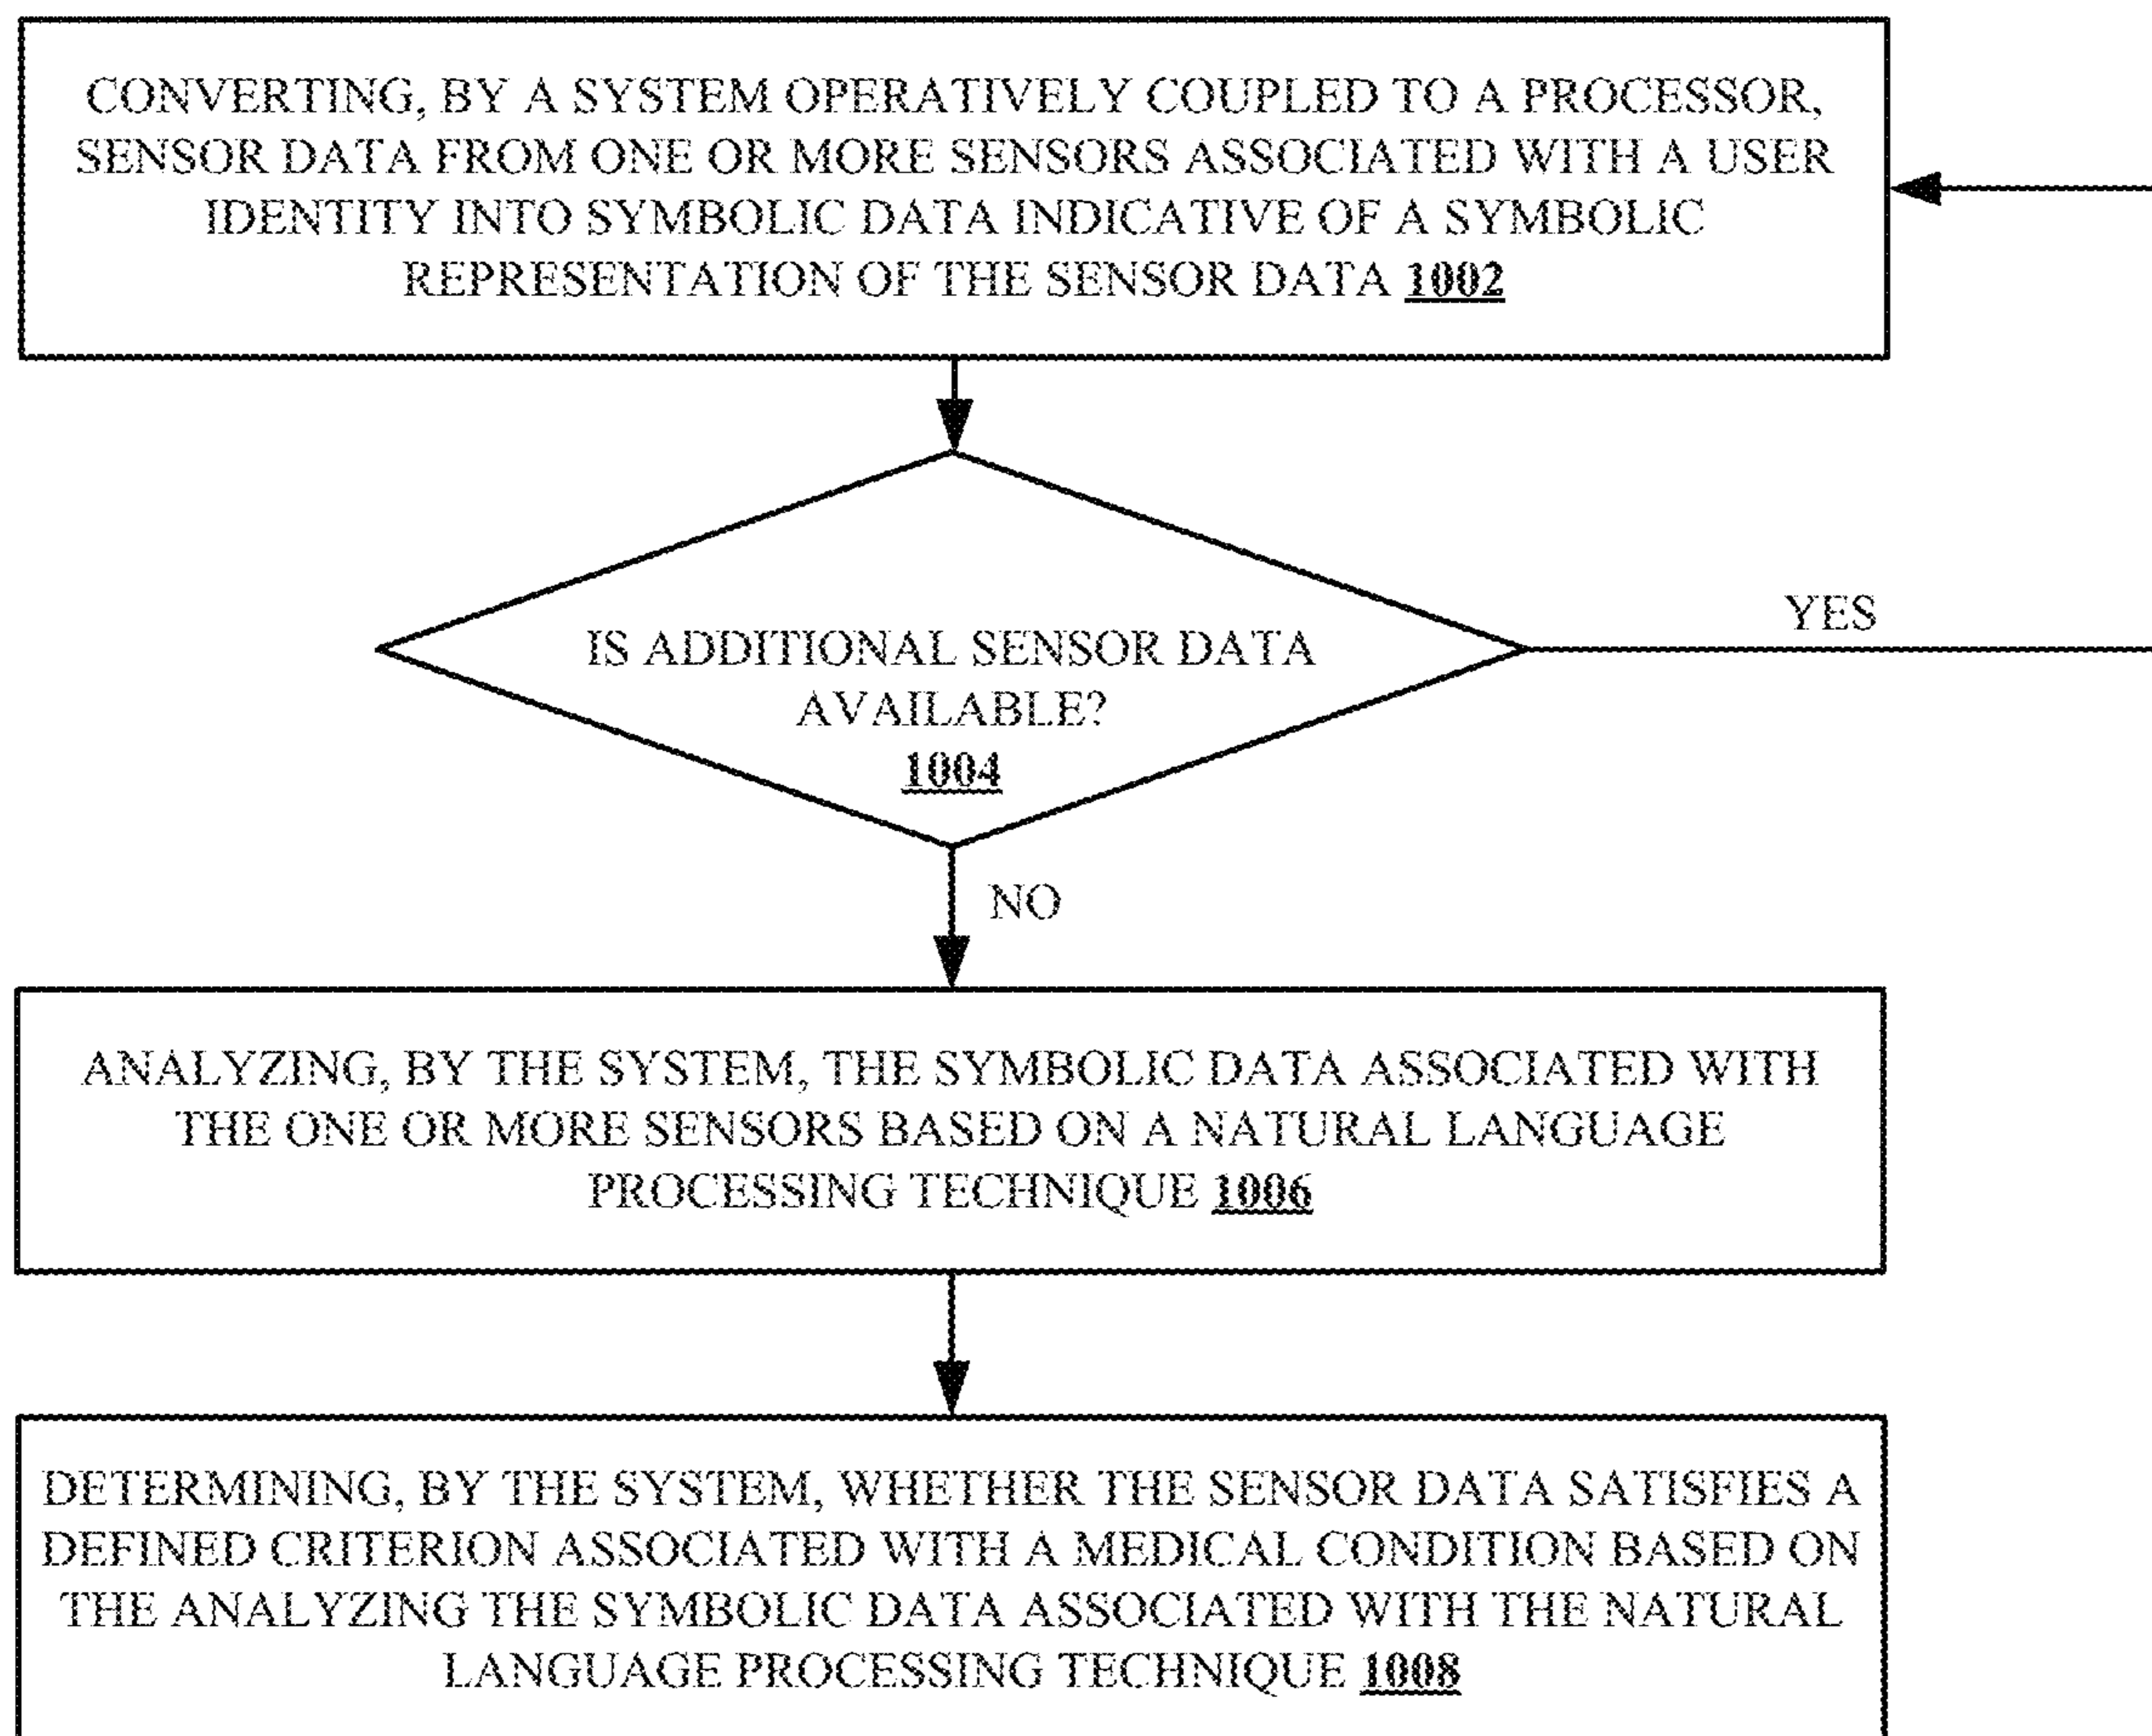 CONVERTING, BY A SYSTEM OPERATIVELY COUPLED TO A PROCESSOR,
SENSOR DATA FROM ONE OR MORE SENSORS ASSOCIATED WITH A USER
IDENTITY INTO SYMBOLIC DATA INDICATIVE OF A SYMBOLIC
REPRESENTATION OF THE SENSOR DATA 1002
IS ADDITIONAL SENSOR DATA
AVAILABLE?
1004
YES
NO
ANALYZING, BY THE SYSTEM, THE SYMBOLIC DATA ASSOCIATED WITH
THE ONE OR MORE SENSORS BASED ON A NATURAL LANGUAGE
PROCESSING TECHNIQUE 1006
DETERMINING, BY THE SYSTEM, WHETHER THE SENSOR DATA SATISFIES A
DEFINED CRITERION ASSOCIATED WITH A MEDICAL CONDITION BASED ON
THE ANALYZING THE SYMBOLIC DATA ASSOCIATED WITH THE NATURAL
LANGUAGE PROCESSING TECHNIQUE 1008